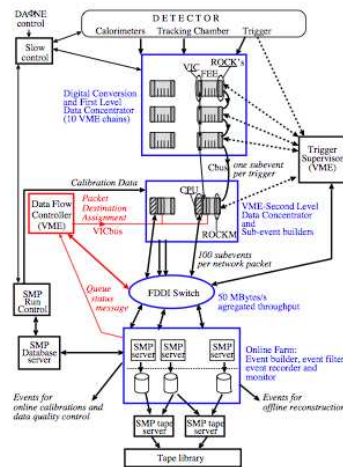 DAΦNE
control
DETECTOR
Calorimeters
Tracking Chamber
Trigger
Slow
control
VIC
FEE
ROCK's
Digital Conversion
and First Level
Data Concentrator
(10 VME chains)
Cbus
one subevent
per trigger
Trigger
Supervisor
(VME)
Calibration Data
CPU
Data Flow
Controller
(VME)
Packet
Destination
Assignment
VICbus
VME-Second Level
Data Concentrator
and
Sub-event builders
ROCKM
100 subevents
per network packet
SMP
Run
Control
Queue
status
message
FDDI Switch
50 MBytes/s
agregated throughput
SMP
Database
server
SMP
server
SMP
server
SMP
server
Online Farm:
Event builder, event filter
event recorder and
monitor
Events for
online calibrations and
data quality control
Events for
offline reconstruction
SMP tape
server
SMP tape
server
Tape library